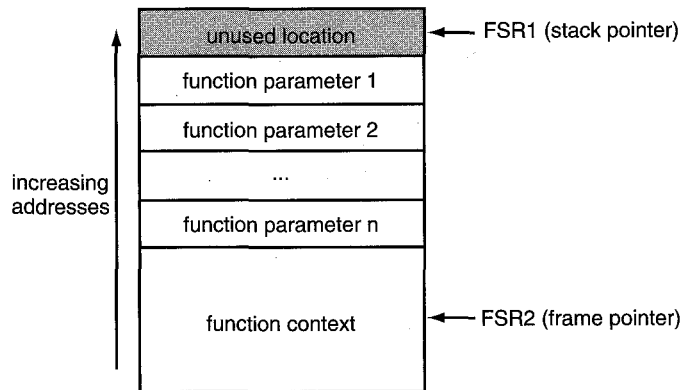 unused location
FSR1 (stack pointer)
function parameter 1
function parameter 2
...
increasing
addresses
function parameter n
function context
FSR2 (frame pointer)